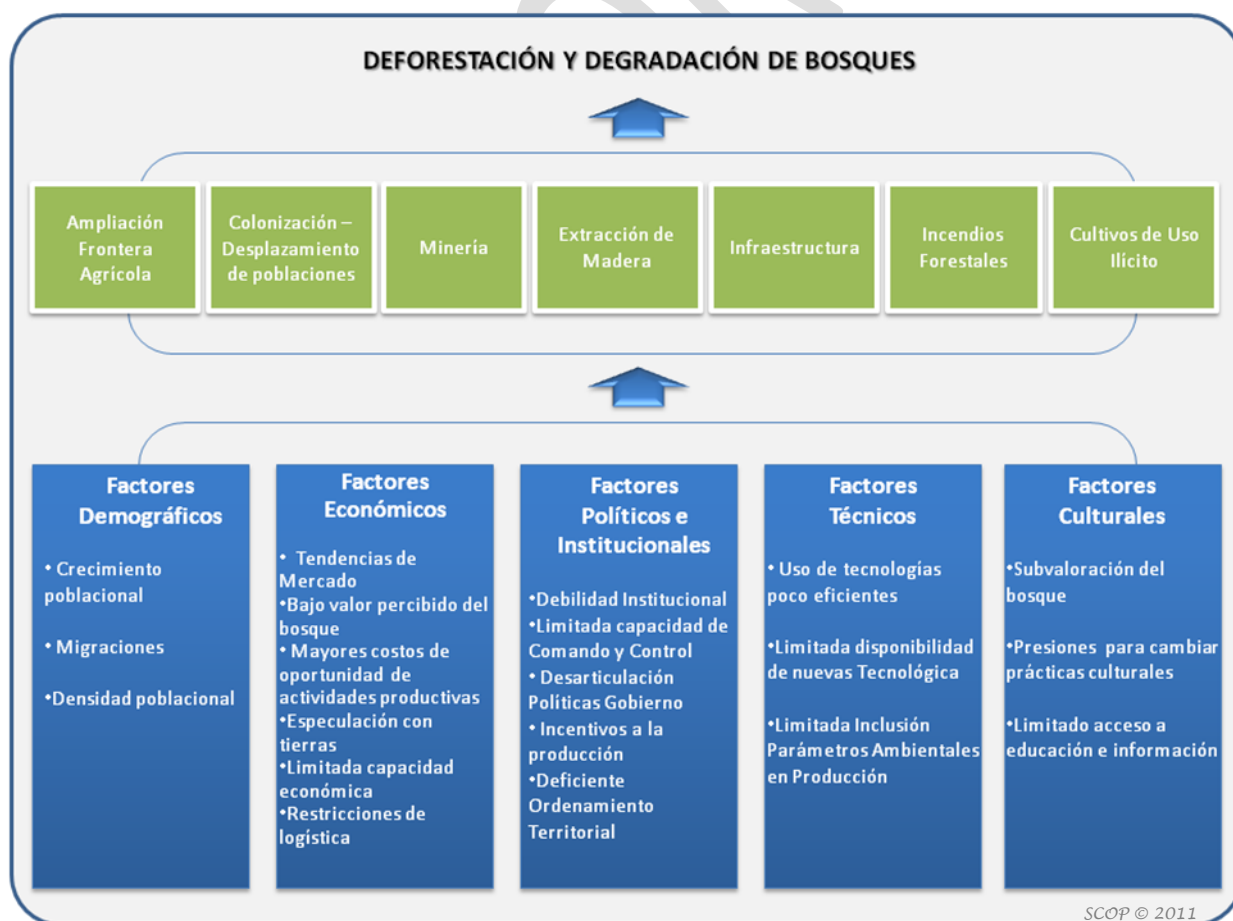 DEFORESTACIÓN Y DEGRADACIÓN DE BOSQUES
Ampliación
Frontera
Agrícola
Colonización –
Desplazamiento
de poblaciones
Minería
Extracción de
Madera
Infraestructura
Incendios
Forestales
Cultivos de Uso
Ilícito
Factores
Demográficos
• Crecimiento
poblacional
• Migraciones
•Densidad poblacional
Factores
Económicos
• Tendencias de
Mercado
•Bajo valor percibido del
bosque
• Mayores costos de
oportunidad de
actividades productivas
•Especulación con
tierras
•Limitada capacidad
económica
•Restricciones de
logística
Factores
Políticos e
Institucionales
•Debilidad Institucional
•Limitada capacidad de
Comando y Control
• Desarticulación
Políticas Gobierno
• Incentivos a la
producción
•Deficiente
Ordenamiento
Territorial
Factores
Técnicos
• Uso de tecnologías
poco eficientes
•Limitada disponibilidad
de nuevas Tecnológica
•Limitada Inclusión
Parámetros Ambientales
en Producción
Factores
Culturales
•Subvaloración del
bosque
•Presiones para cambiar
prácticas culturales
•Limitado acceso a
educación e información
SCOP © 2011